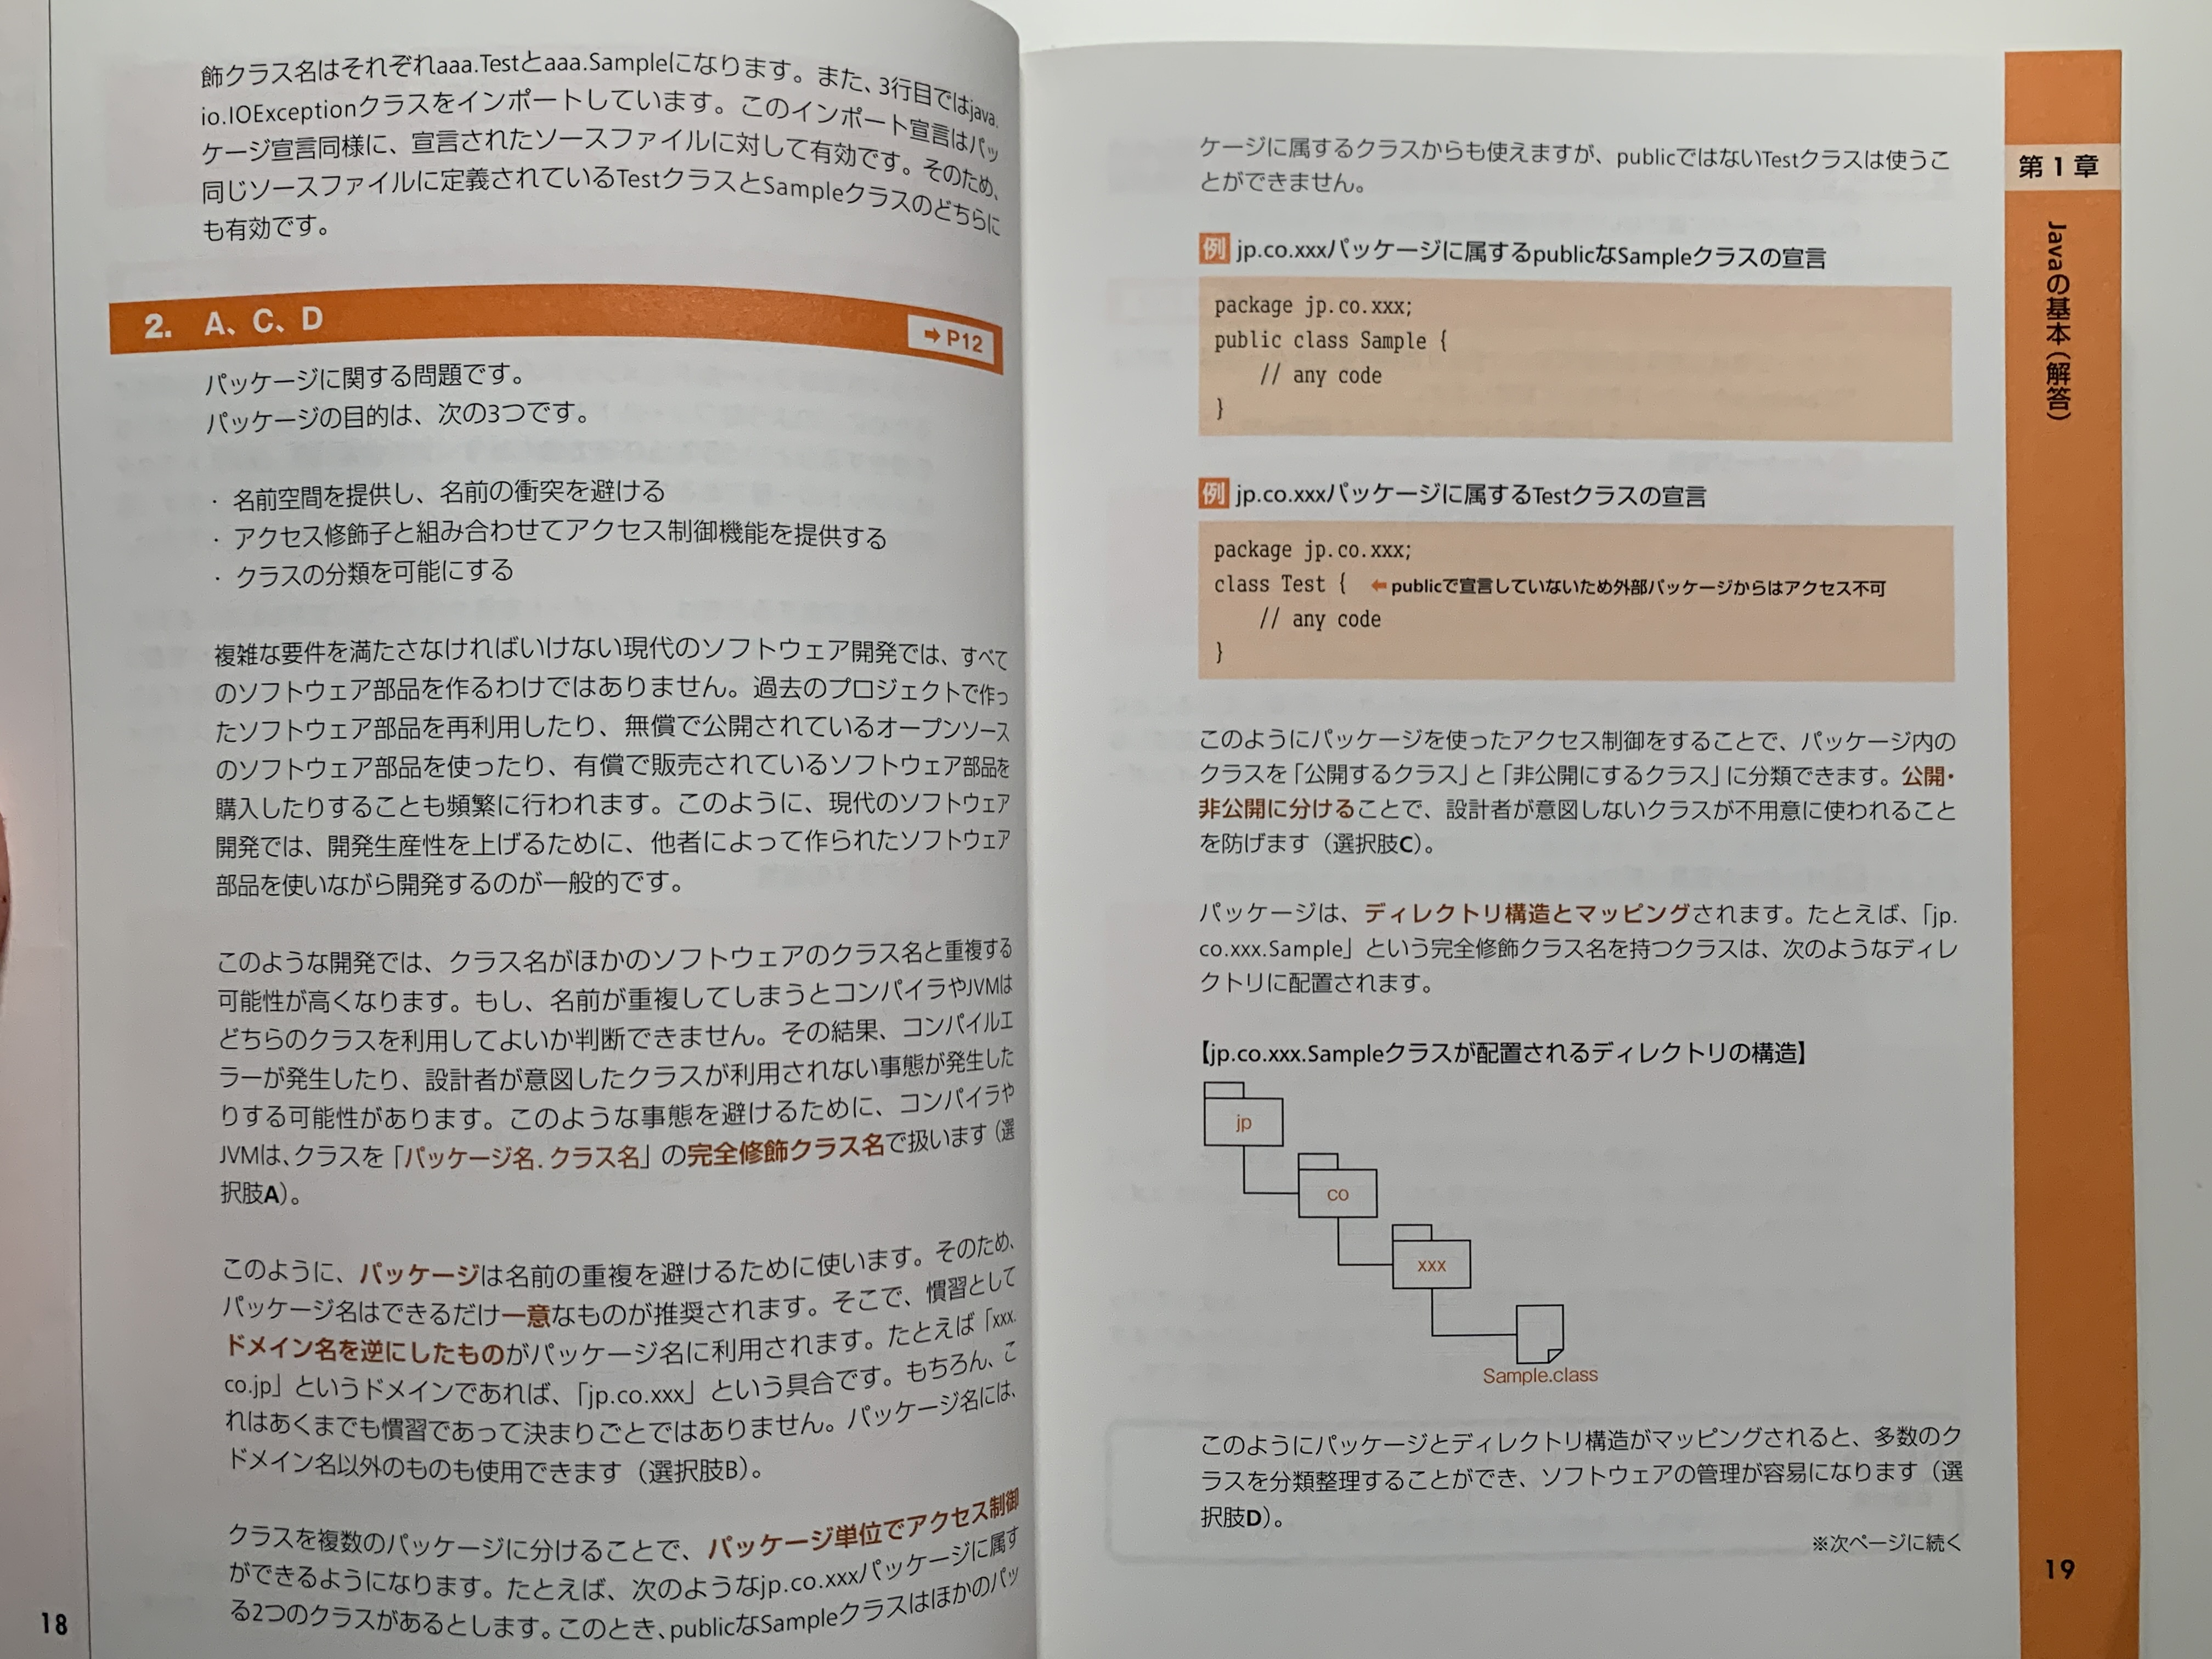 飾クラス名はそれぞれaaa.Testとaaa.Sampleになります。また、3行目ではjava.
io.IOExceptionクラスをインポートしています。このインポート宣言はパッ
ケージ宣言同様に、宣言されたソースファイルに対して有効です。そのため、
同じソースファイルに定義されているTestクラスとSampleクラスのどちらに
も有効です。
2. A、C、D
➡ P12
パッケージに関する問題です。
パッケージの目的は、次の3つです。
・ 名前空間を提供し、名前の衝突を避ける
・ アクセス修飾子と組み合わせてアクセス制御機能を提供する
・ クラスの分類を可能にする
複雑な要件を満たさなければいけない現代のソフトウェア開発では、すべて
のソフトウェア部品を作るわけではありません。過去のプロジェクトで作っ
たソフトウェア部品を再利用したり、無償で公開されているオープンソース
のソフトウェア部品を使ったり、有償で販売されているソフトウェア部品を
購入したりすることも頻繁に行われます。このように、現代のソフトウェア
開発では、開発生産性を上げるために、他者によって作られたソフトウェア
部品を使いながら開発するのが一般的です。
このような開発では、クラス名がほかのソフトウェアのクラス名と重複する
可能性が高くなります。もし、名前が重複してしまうとコンパイラやJVMは
どちらのクラスを利用してよいか判断できません。その結果、コンパイルエ
ラーが発生したり、設計者が意図したクラスが利用されない事態が発生した
りする可能性があります。このような事態を避けるために、コンパイラや
JVMは、クラスを「パッケージ名．クラス名」の完全修飾クラス名で扱います（選
択肢A）。
このように、パッケージは名前の重複を避けるために使います。そのため、
パッケージ名はできるだけ一意なものが推奨されます。そこで、慣習として
ドメイン名を逆にしたものがパッケージ名に利用されます。たとえば「xxx.
co.jp」というドメインであれば、「jp.co.xxx」という具合です。もちろん、こ
れはあくまでも慣習であって決まりごとではありません。パッケージ名には、
ドメイン名以外のものも使用できます（選択肢B）。
クラスを複数のパッケージに分けることで、パッケージ単位でアクセス制御
ができるようになります。たとえば、次のようなjp.co.xxxパッケージに属す
る2つのクラスがあるとします。このとき、publicなSampleクラスはほかのパッ
18
ケージに属するクラスからも使えますが、publicではないTestクラスは使うこ
とができません。
例 jp.co.xxxパッケージに属するpublicなSampleクラスの宣言
package jp.co.xxx;
public class Sample {
// any code
}
例 jp.co.xxxパッケージに属するTestクラスの宣言
package jp.co.xxx;
class Test { ⬅ publicで宣言していないため外部パッケージからはアクセス不可
// any code
}
このようにパッケージを使ったアクセス制御をすることで、パッケージ内の
クラスを「公開するクラス」と「非公開にするクラス」に分類できます。公開・
非公開に分けることで、設計者が意図しないクラスが不用意に使われること
を防げます（選択肢C）。
パッケージは、ディレクトリ構造とマッピングされます。たとえば、「jp.
co.xxx.Sample」という完全修飾クラス名を持つクラスは、次のようなディレ
クトリに配置されます。
【jp.co.xxx.Sampleクラスが配置されるディレクトリの構造】
jp
co
xxx
Sample.class
このようにパッケージとディレクトリ構造がマッピングされると、多数のク
ラスを分類整理することができ、ソフトウェアの管理が容易になります（選
択肢D）。
※次ページに続く
第1章
Javaの基本（解答）
19